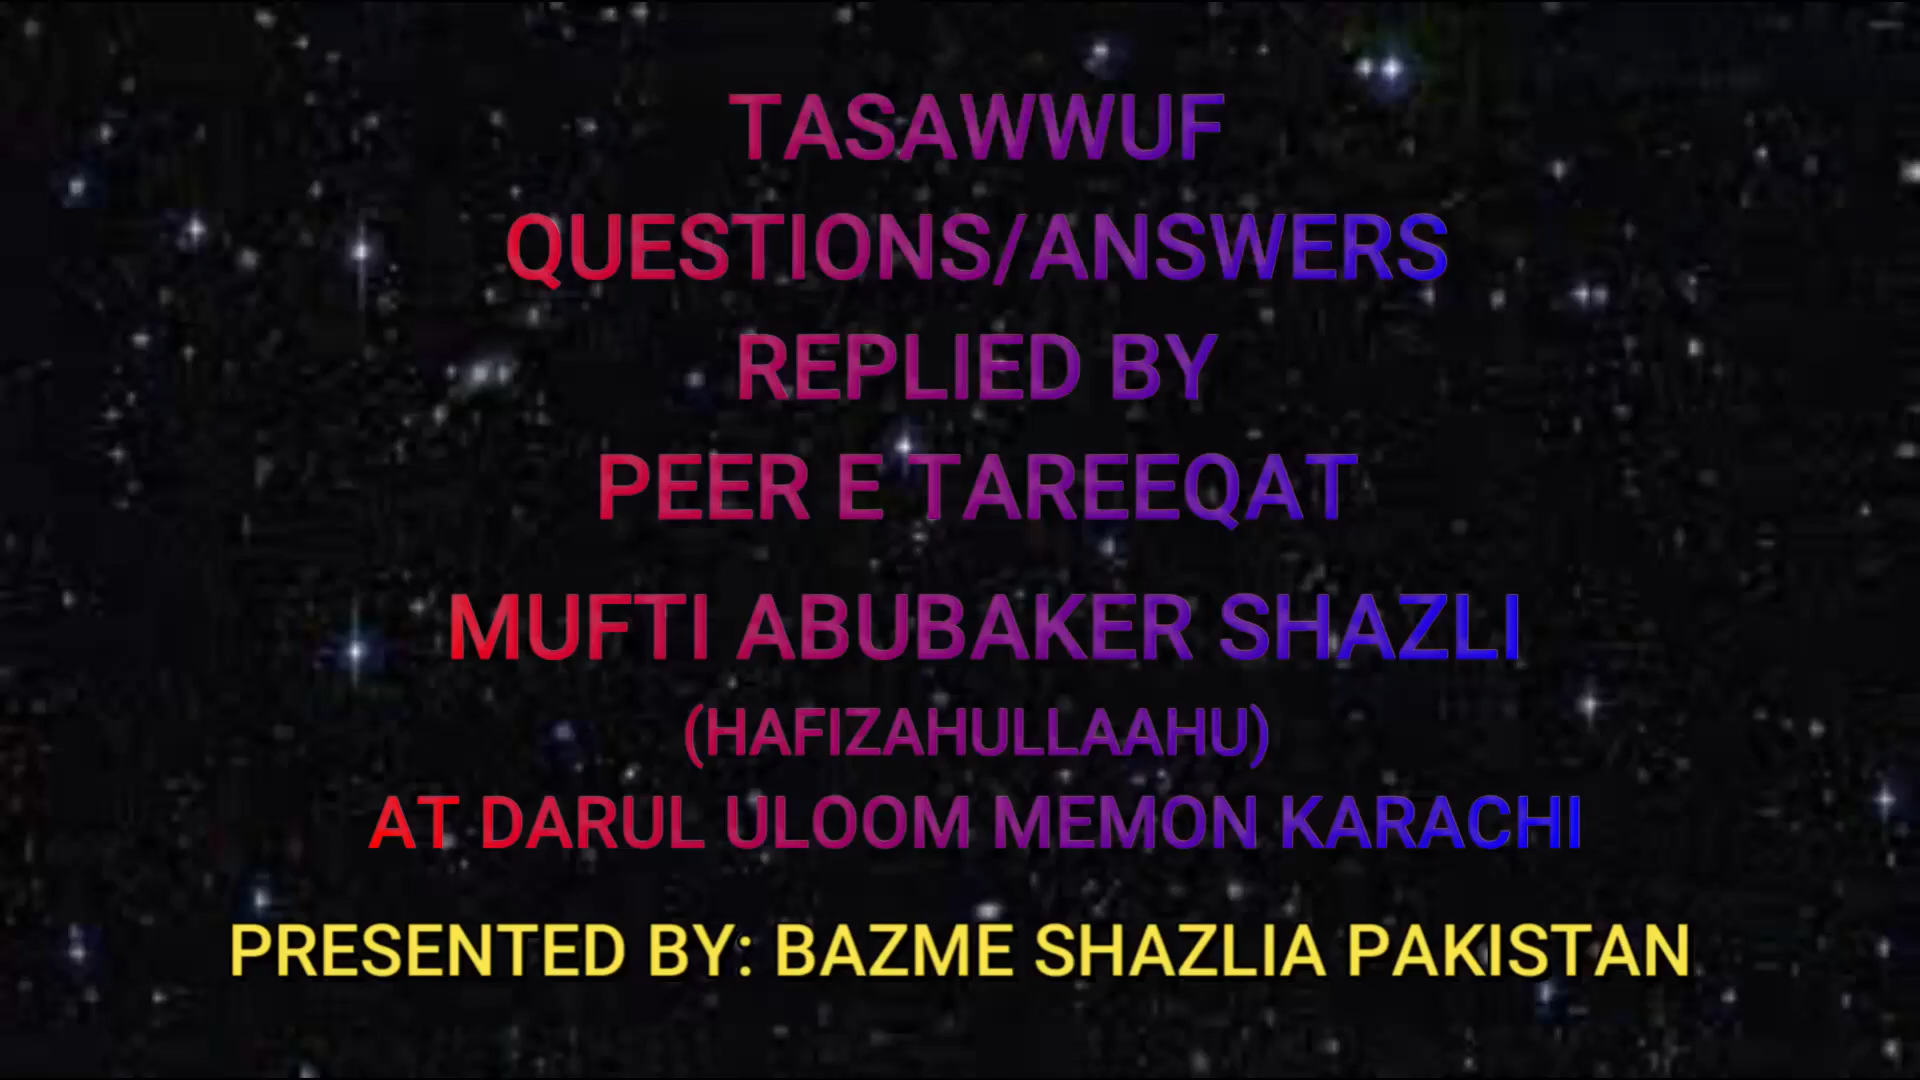 TASAWWUF
QUESTIONS/ANSWERS
REPLIED BY
PEER E TAREEQAT
MUFTI ABUBAKER SHAZLI
(HAFIZAHULLAAHU)
AT DARUL ULOOM MEMON KARACHI
PRESENTED BY: BAZME SHAZLIA PAKISTAN